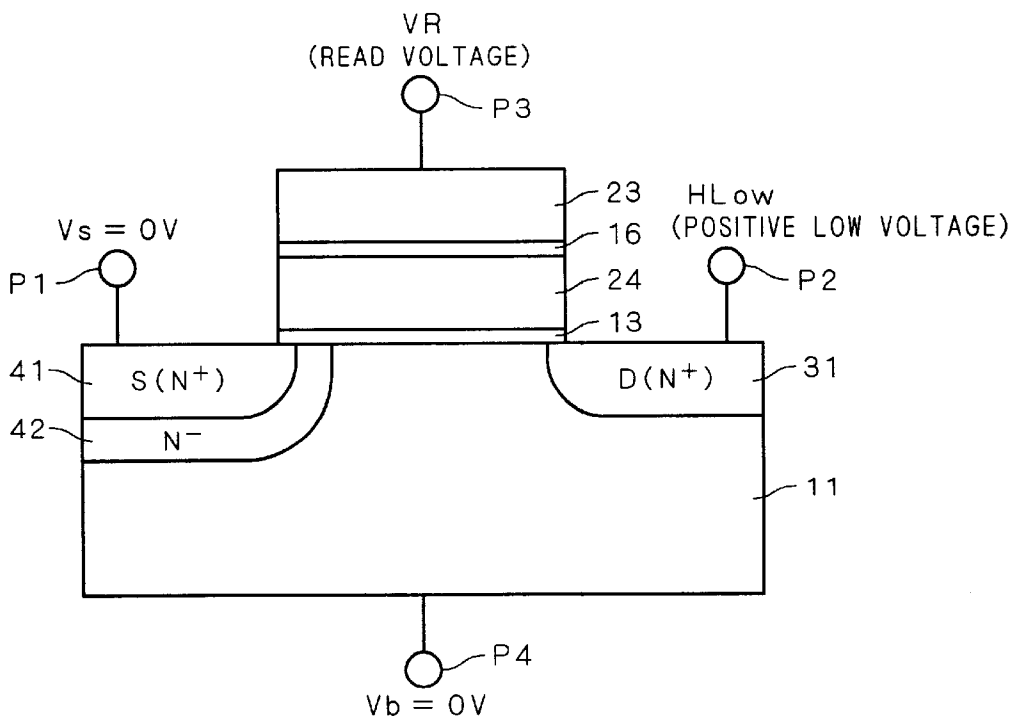 VR
(READ VOLTAGE)
P3
23
HLow
(POSITIVE LOW VOLTAGE)
16
Vs = 0V
P1
P2
24
13
41
S(N+)
D(N+)
31
42
N−
11
P4
Vb = 0V